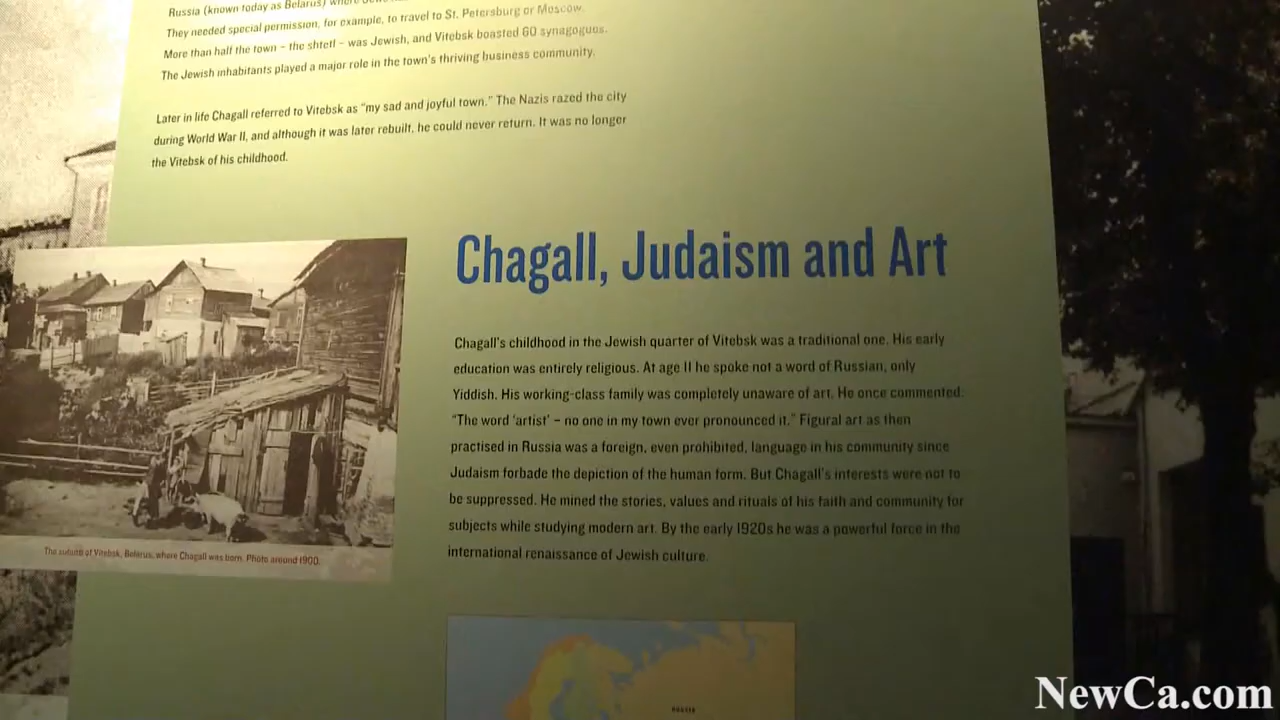 Russia (known today as Belarus) where
They needed special permission, for example, to travel to St. Petersburg or Moscow.
More than half the town – the shtetl – was Jewish, and Vitebsk boasted 60 synagogues.
The Jewish inhabitants played a major role in the town's thriving business community.
Later in life Chagall referred to Vitebsk as "my sad and joyful town." The Nazis razed the city
during World War II, and although it was later rebuilt, he could never return. It was no longer
the Vitebsk of his childhood.
Chagall, Judaism and Art
Chagall's childhood in the Jewish quarter of Vitebsk was a traditional one. His early
education was entirely religious. At age 11 he spoke not a word of Russian, only
Yiddish. His working-class family was completely unaware of art. He once commented:
"The word 'artist' – no one in my town ever pronounced it." Figural art as then
practised in Russia was a foreign, even prohibited, language in his community since
Judaism forbade the depiction of the human form. But Chagall's interests were not to
be suppressed. He mined the stories, values and rituals of his faith and community for
subjects while studying modern art. By the early 1920s he was a powerful force in the
international renaissance of Jewish culture.
The suburb of Vitebsk, Belarus, where Chagall was born. Photo around 1900.
RUSSIA
NewCa.com